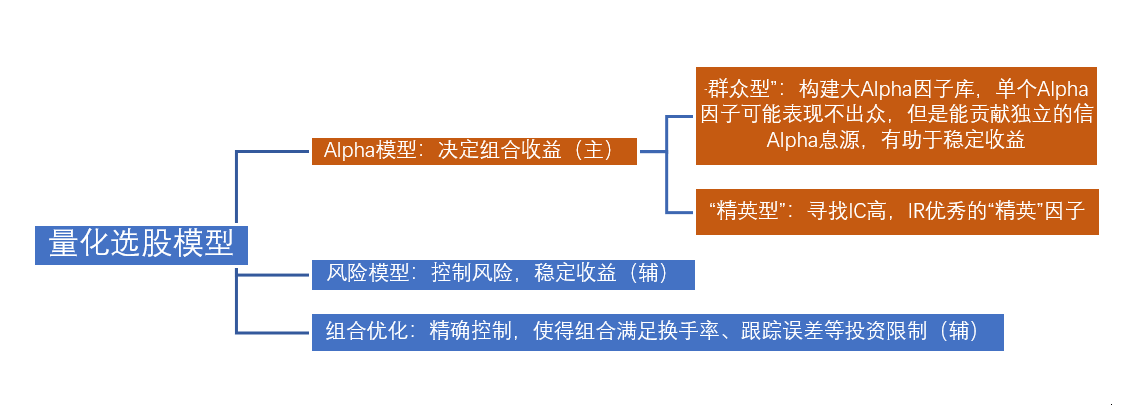 群众型”：构建大Alpha因子库，单个Alpha
因子可能表现不出众，但是能贡献独立的信
Alpha息源，有助于稳定收益
Alpha模型：决定组合收益（主）
“精英型”：寻找IC高，IR优秀的“精英”因子
量化选股模型
风险模型：控制风险，稳定收益（辅）
组合优化：精确控制，使得组合满足换手率、跟踪误差等投资限制（辅）